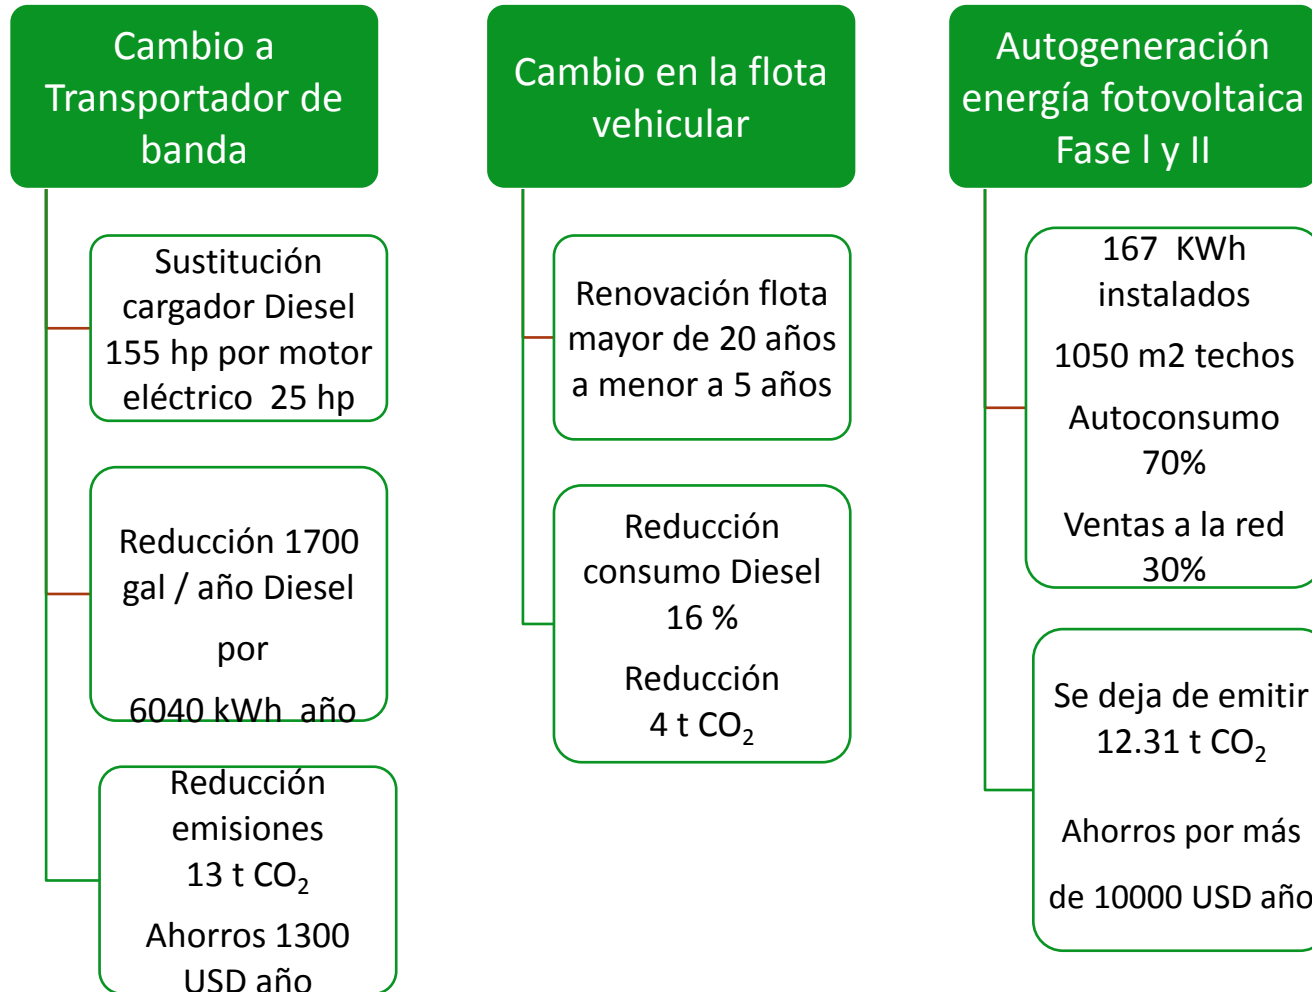 Cambio a
Transportador de
banda
Sustitución
cargador Diesel
155 hp por motor
eléctrico 25 hp
Reducción 1700
gal / año Diesel
por
6040 kWh año
Reducción
emisiones
13 t CO₂
Ahorros 1300
USD año
Cambio en la flota
vehicular
Renovación flota
mayor de 20 años
a menor a 5 años
Reducción
consumo Diesel
16 %
Reducción
4 t CO₂
Autogeneración
energía fotovoltaica
Fase l y II
167 KWh
instalados
1050 m2 techos
Autoconsumo
70%
Ventas a la red
30%
Se deja de emitir
12.31 t CO₂
Ahorros por más
de 10000 USD año